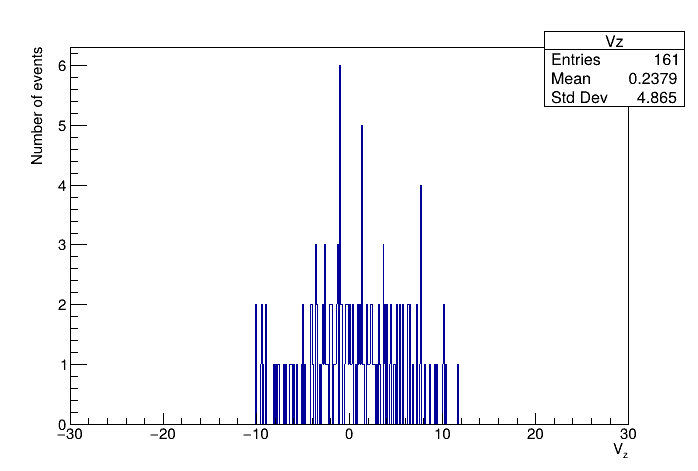 Vz
Entries 161
Mean 0.2379
Std Dev 4.865
Number of events
6
5
4
3
2
1
0
−30 −20 −10 0 10 20 30
Vz